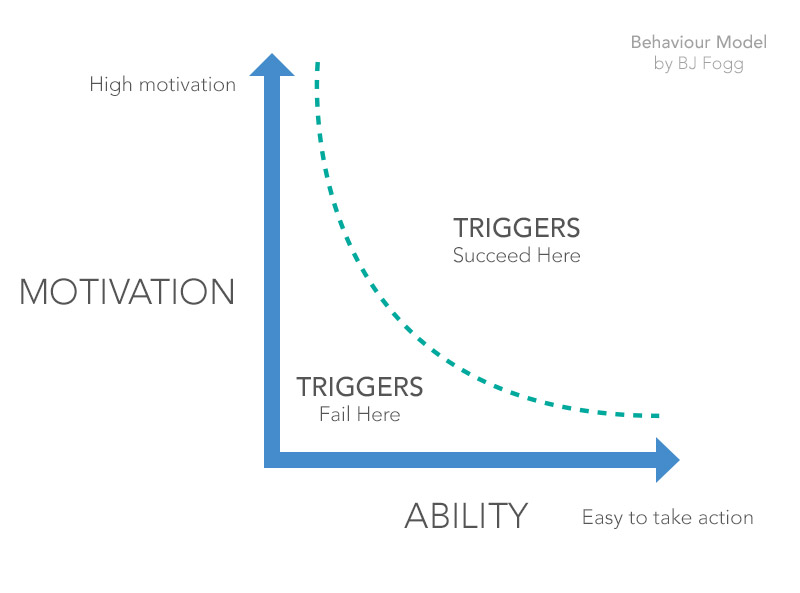 Behaviour Model
by BJ Fogg
High motivation
TRIGGERS
Succeed Here
MOTIVATION
TRIGGERS
Fail Here
ABILITY
Easy to take action